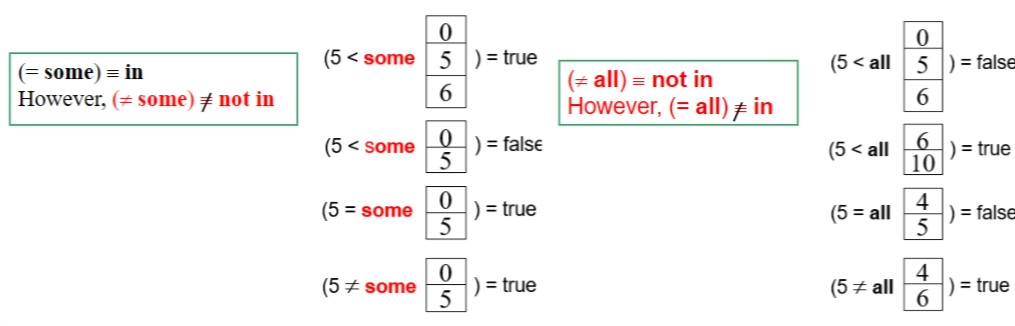 (= some) ≡ in
However, (≠ some) ≢ not in
0
(5 < some 5 ) = true
6
(5 < some 0 ) = false
5
(5 = some 0 ) = true
5
(5 ≠ some 0 ) = true
5
(≠ all) ≡ not in
However, (= all) ≢ in
0
(5 < all 5 ) = false
6
(5 < all 6 ) = true
10
(5 = all 4 ) = false
5
(5 ≠ all 4 ) = true
6